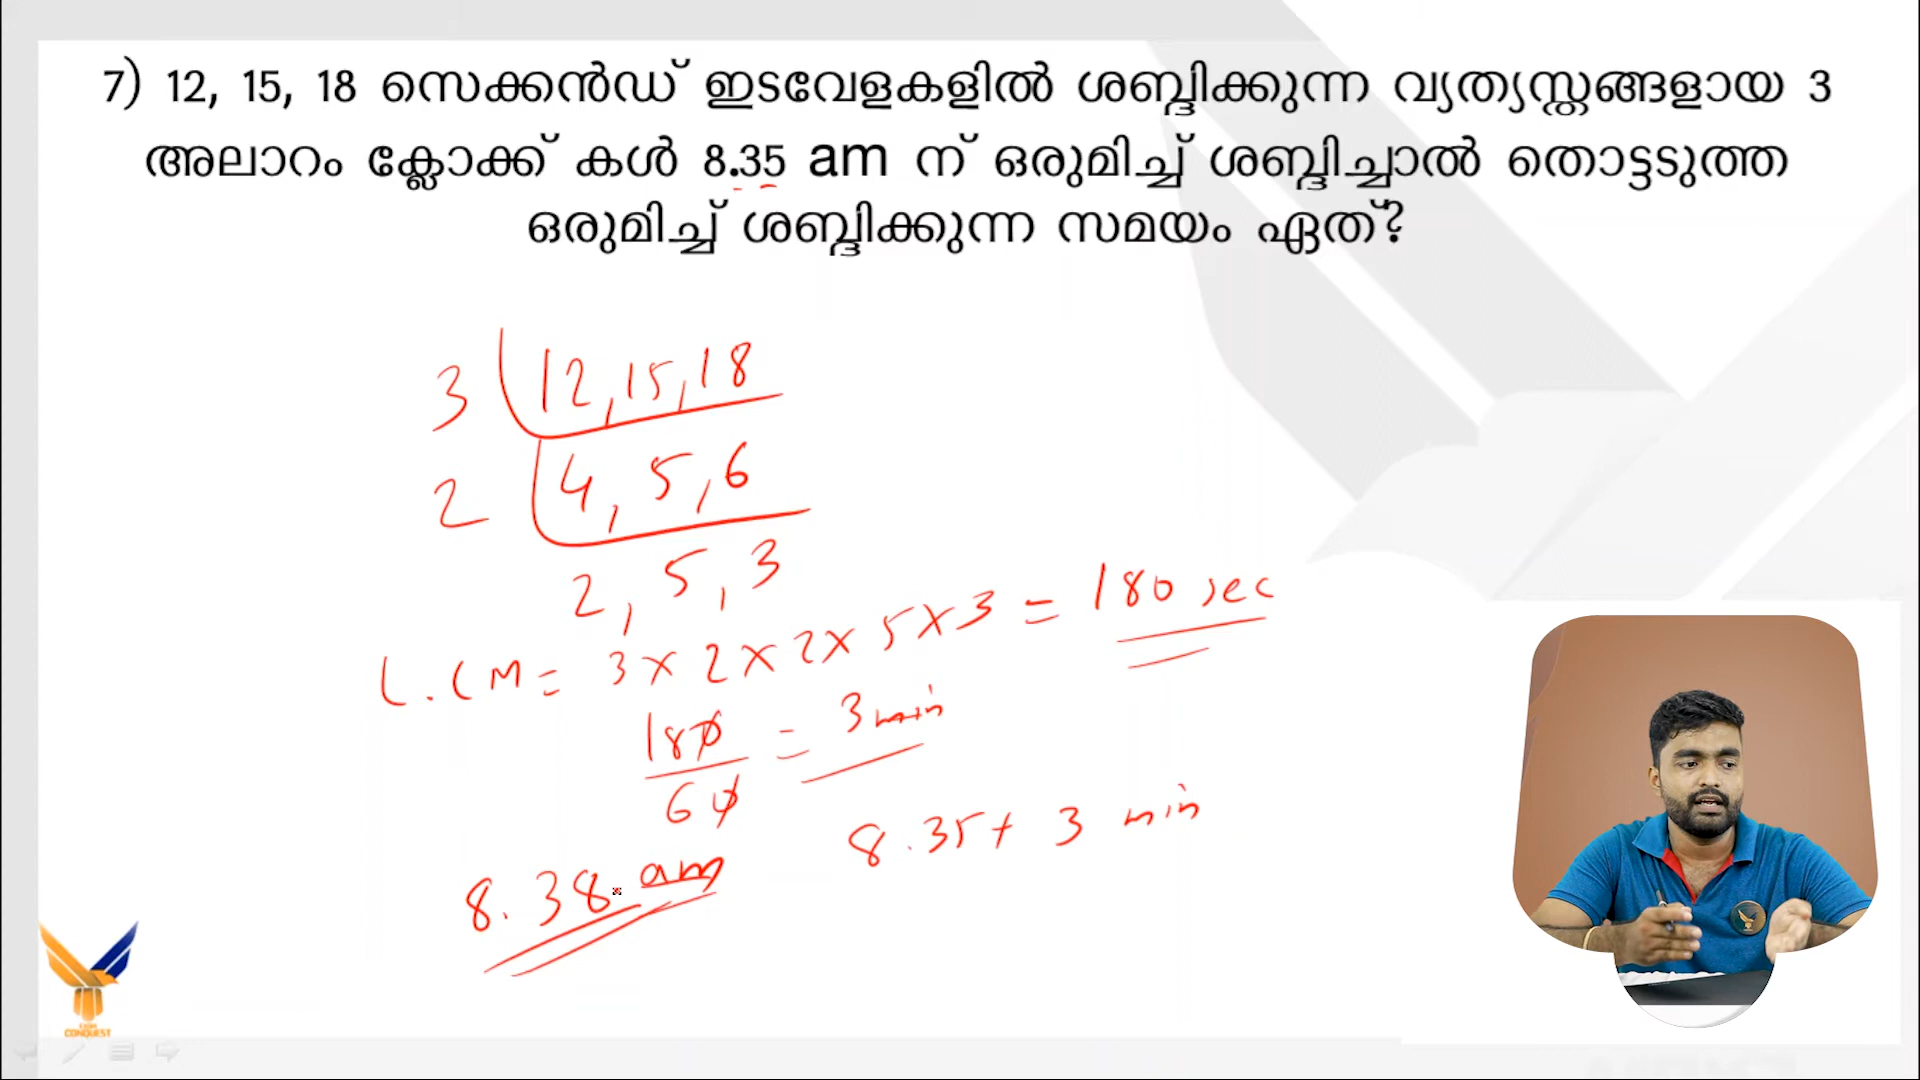 7) 12, 15, 18 സെക്കൻഡ് ഇടവേളകളിൽ ശബ്ദിക്കുന്ന വ്യത്യസ്തങ്ങളായ 3
അലാറം ക്ലോക്ക് കൾ 8.35 am ന് ഒരുമിച്ച് ശബ്ദിച്ചാൽ തൊട്ടടുത്ത
ഒരുമിച്ച് ശബ്ദിക്കുന്ന സമയം ഏത്?
3 12, 15, 18
2 4, 5, 6
2, 5, 3
L.CM = 3 x 2 x 2 x 5 x 3 = 180 sec
180/60 = 3 min
8.35 + 3 min
8.38. am
CONQUEST